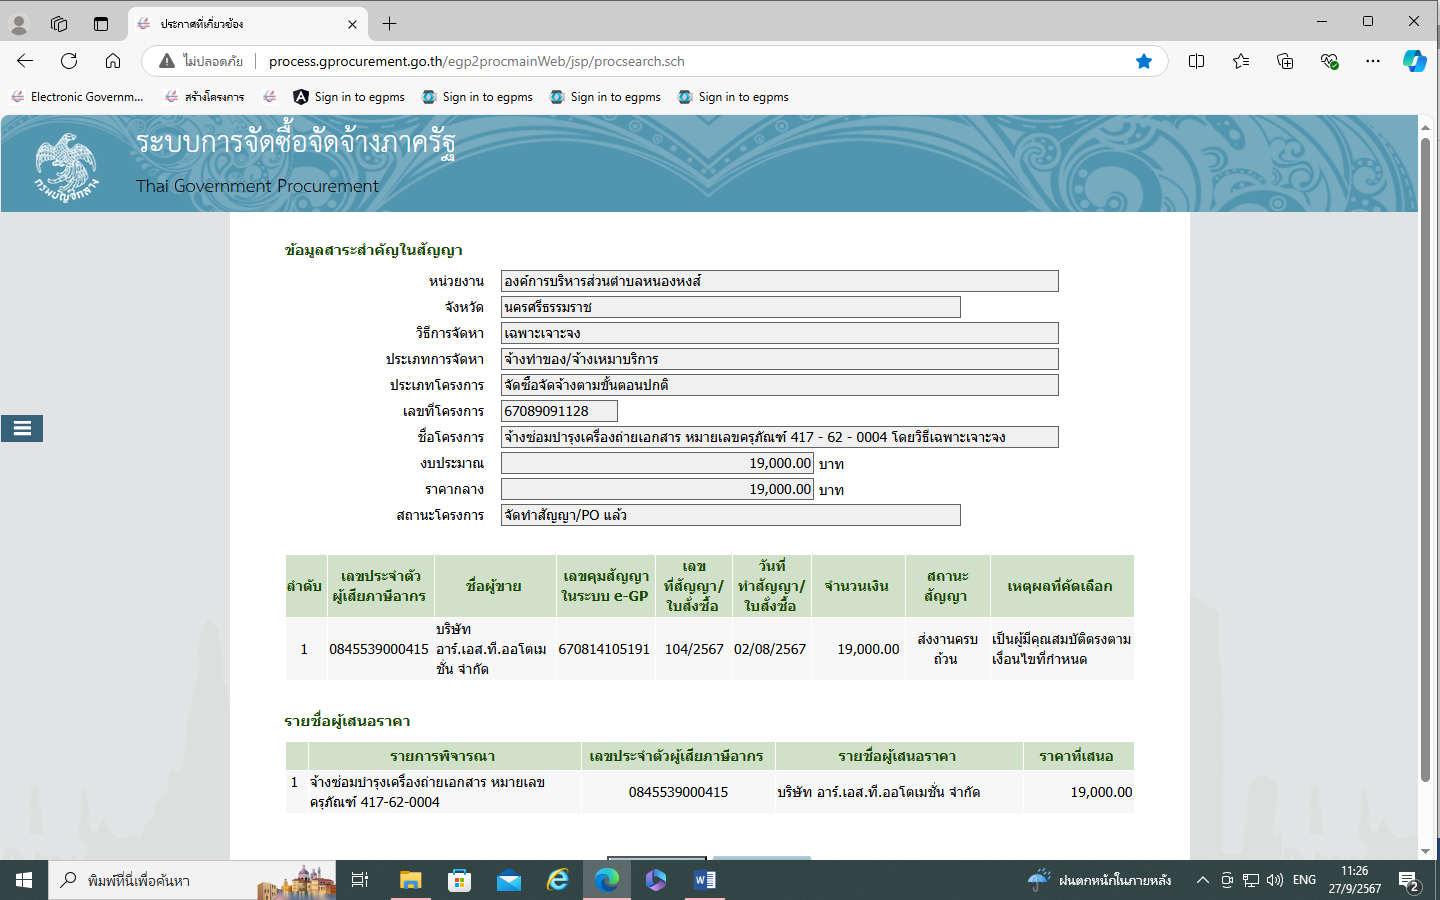 ประกาศที่เกี่ยวข้อง
ไม่ปลอดภัย
process.gprocurement.go.th/egp2procmainWeb/jsp/procsearch.sch
Electronic Governm...
สร้างโครงการ
Sign in to egpms
Sign in to egpms
Sign in to egpms
Sign in to egpms
กรมบัญชีกลาง
ระบบการจัดซื้อจัดจ้างภาครัฐ
Thai Government Procurement
ข้อมูลสาระสำคัญในสัญญา
หน่วยงาน องค์การบริหารส่วนตำบลหนองหงส์
จังหวัด นครศรีธรรมราช
วิธีการจัดหา เฉพาะเจาะจง
ประเภทการจัดหา จ้างทำของ/จ้างเหมาบริการ
ประเภทโครงการ จัดซื้อจัดจ้างตามขั้นตอนปกติ
เลขที่โครงการ 67089091128
ชื่อโครงการ จ้างซ่อมบำรุงเครื่องถ่ายเอกสาร หมายเลขครุภัณฑ์ 417 - 62 - 0004 โดยวิธีเฉพาะเจาะจง
งบประมาณ 19,000.00 บาท
ราคากลาง 19,000.00 บาท
สถานะโครงการ จัดทำสัญญา/PO แล้ว
ลำดับ
เลขประจำตัว
ผู้เสียภาษีอากร
ชื่อผู้ขาย
เลขคุมสัญญา
ในระบบ e-GP
เลข
ที่สัญญา/
ใบสั่งซื้อ
วันที่
ทำสัญญา/
ใบสั่งซื้อ
จำนวนเงิน
สถานะ
สัญญา
เหตุผลที่คัดเลือก
1
0845539000415
บริษัท
อาร์.เอส.ที.ออโตเม
ชั่น จำกัด
670814105191
104/2567
02/08/2567
19,000.00
ส่งงานครบ
ถ้วน
เป็นผู้มีคุณสมบัติตรงตาม
เงื่อนไขที่กำหนด
รายชื่อผู้เสนอราคา
รายการพิจารณา
เลขประจำตัวผู้เสียภาษีอากร
รายชื่อผู้เสนอราคา
ราคาที่เสนอ
1
จ้างซ่อมบำรุงเครื่องถ่ายเอกสาร หมายเลข
ครุภัณฑ์ 417-62-0004
0845539000415
บริษัท อาร์.เอส.ที.ออโตเมชั่น จำกัด
19,000.00
พิมพ์ที่นี่เพื่อค้นหา
ฝนตกหนักในภายหลัง
ENG
11:26
27/9/2567
2